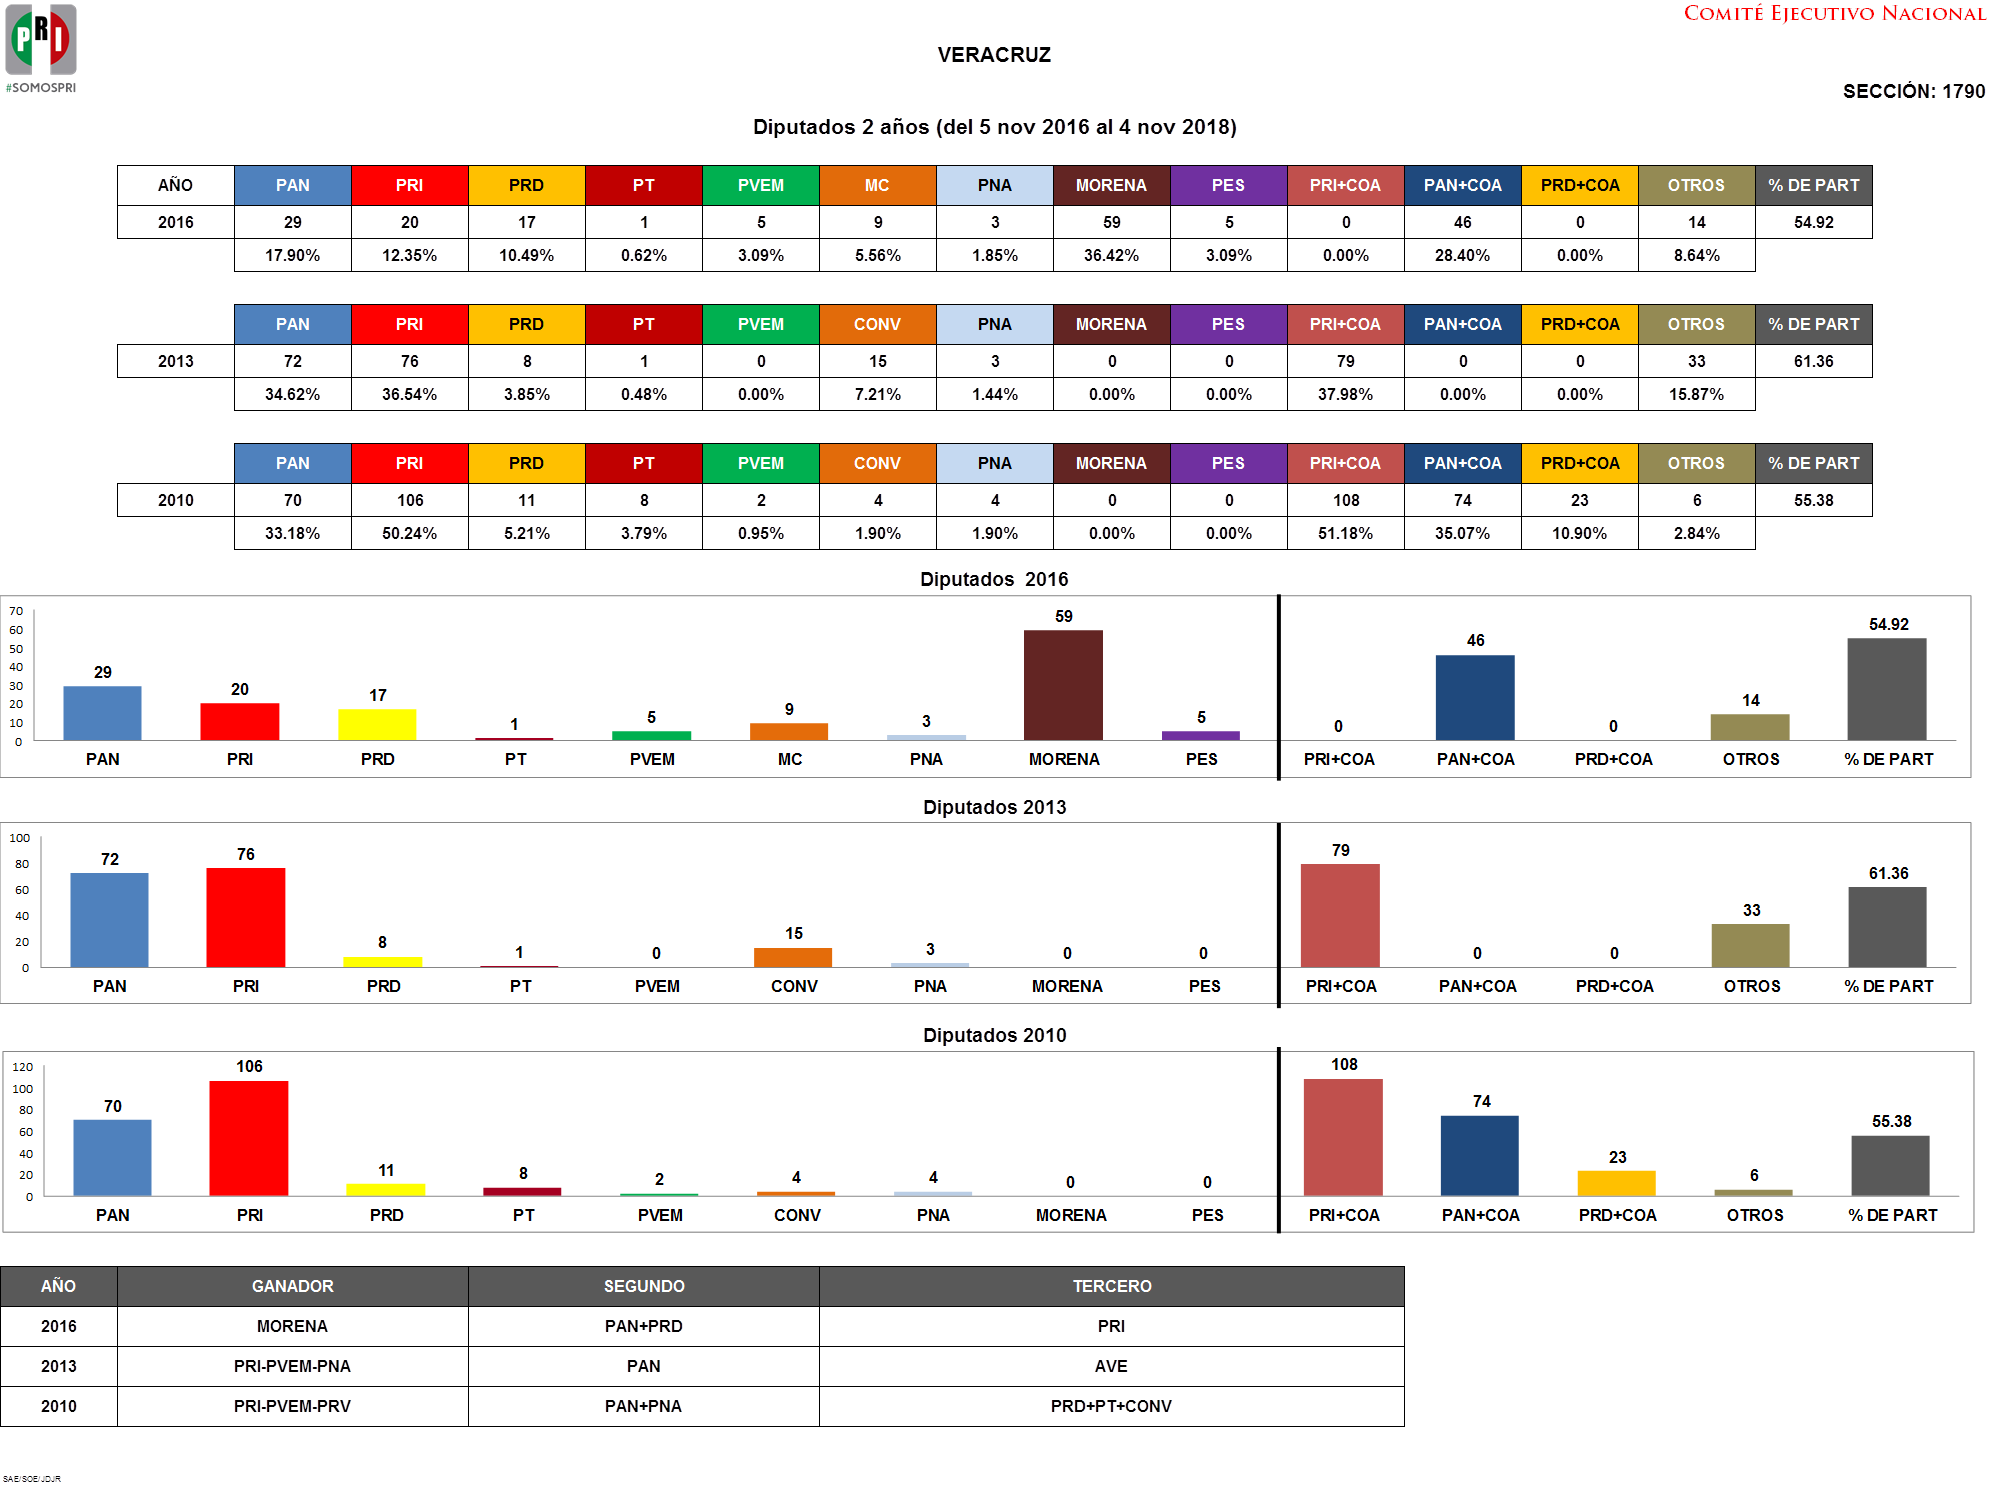 PRI
#SOMOSPRI
COMITÉ EJECUTIVO NACIONAL
VERACRUZ
SECCIÓN: 1790
Diputados 2 años (del 5 nov 2016 al 4 nov 2018)
AÑO PAN PRI PRD PT PVEM MC PNA MORENA PES PRI+COA PAN+COA PRD+COA OTROS % DE PART
2016 29 20 17 1 5 9 3 59 5 0 46 0 14 54.92
17.90% 12.35% 10.49% 0.62% 3.09% 5.56% 1.85% 36.42% 3.09% 0.00% 28.40% 0.00% 8.64%
PAN PRI PRD PT PVEM CONV PNA MORENA PES PRI+COA PAN+COA PRD+COA OTROS % DE PART
2013 72 76 8 1 0 15 3 0 0 79 0 0 33 61.36
34.62% 36.54% 3.85% 0.48% 0.00% 7.21% 1.44% 0.00% 0.00% 37.98% 0.00% 0.00% 15.87%
PAN PRI PRD PT PVEM CONV PNA MORENA PES PRI+COA PAN+COA PRD+COA OTROS % DE PART
2010 70 106 11 8 2 4 4 0 0 108 74 23 6 55.38
33.18% 50.24% 5.21% 3.79% 0.95% 1.90% 1.90% 0.00% 0.00% 51.18% 35.07% 10.90% 2.84%
Diputados 2016
70
60
50
40
30
20
10
0
29 20 17 1 5 9 3 59 5 0 46 0 14 54.92
PAN PRI PRD PT PVEM MC PNA MORENA PES PRI+COA PAN+COA PRD+COA OTROS % DE PART
Diputados 2013
100
80
60
40
20
0
72 76 8 1 0 15 3 0 0 79 0 0 33 61.36
PAN PRI PRD PT PVEM CONV PNA MORENA PES PRI+COA PAN+COA PRD+COA OTROS % DE PART
Diputados 2010
120
100
80
60
40
20
0
70 106 11 8 2 4 4 0 0 108 74 23 6 55.38
PAN PRI PRD PT PVEM CONV PNA MORENA PES PRI+COA PAN+COA PRD+COA OTROS % DE PART
AÑO GANADOR SEGUNDO TERCERO
2016 MORENA PAN+PRD PRI
2013 PRI-PVEM-PNA PAN AVE
2010 PRI-PVEM-PRV PAN+PNA PRD+PT+CONV
SAE/SOE/JDJR